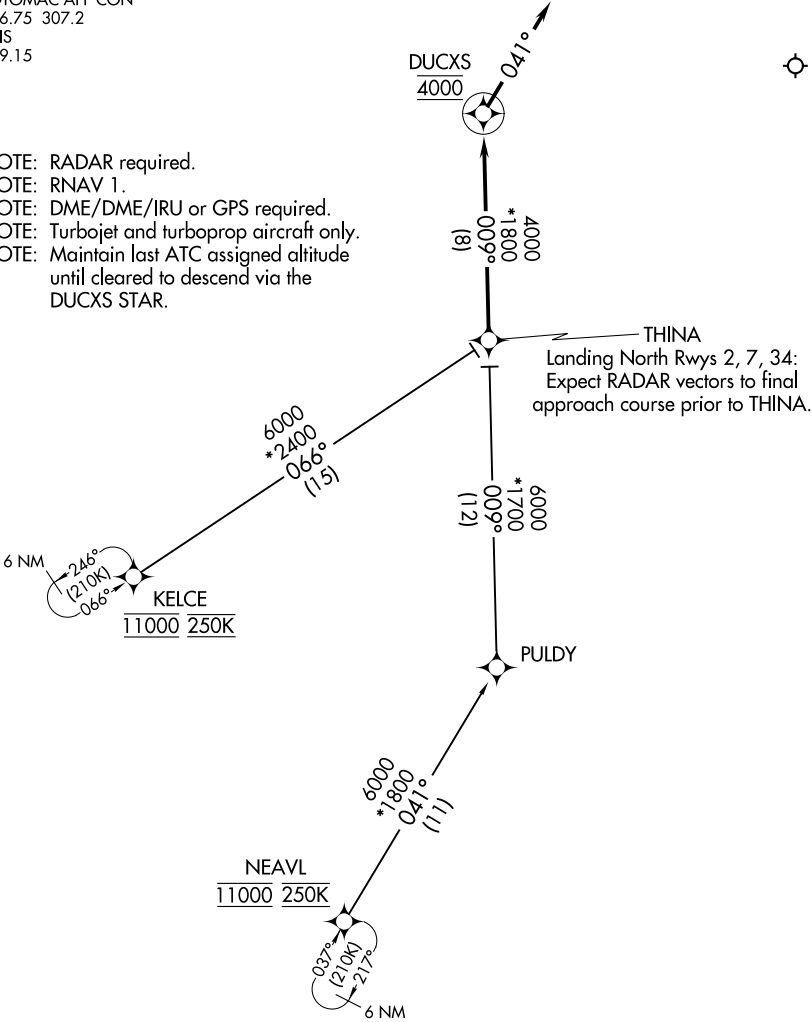 6.75 307.2
9.15
DUCXS
4000
041°
OTE: RADAR required.
OTE: RNAV 1.
OTE: DME/DME/IRU or GPS required.
OTE: Turbojet and turboprop aircraft only.
OTE: Maintain last ATC assigned altitude
until cleared to descend via the
DUCXS STAR.
4000
*1800
009°
(8)
THINA
Landing North Rwys 2, 7, 34:
Expect RADAR vectors to final
approach course prior to THINA.
6000
*2400
066°
(15)
6000
*1700
009°
(12)
6 NM
246°
(210K)
066°
KELCE
11000 250K
PULDY
6000
*1800
041°
(11)
NEAVL
11000 250K
037°
(210K)
217°
6 NM